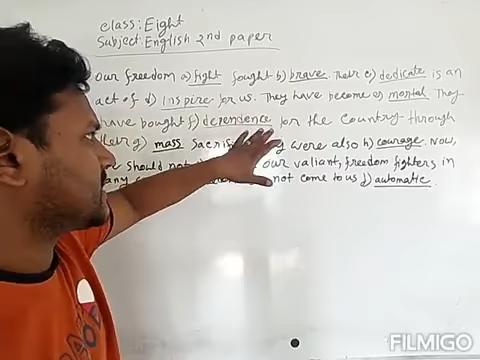 class: Eight
Subject: English 2nd paper
Our freedom a) fight fought b) brave. Their c) dedicate is an
act of d) Inspire for us. They have become e) mortal They
have bought f) dependence for the Country through
their g) mass were also h) courage. Now,
should not our valiant, freedom fighters in
not come to us j) automatic.
FILMIGO